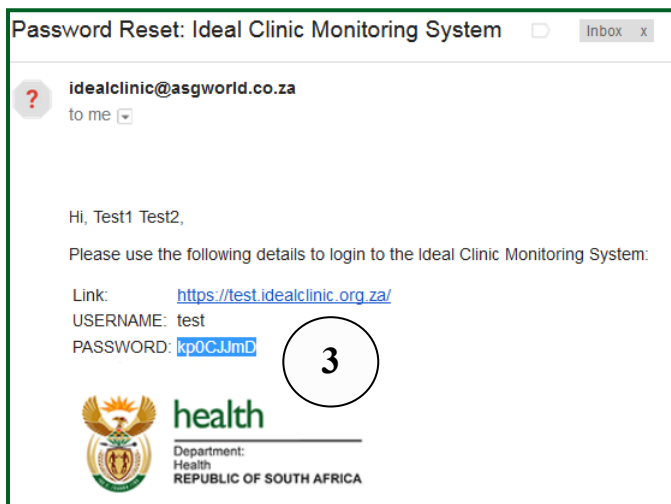 Password Reset: Ideal Clinic Monitoring System Inbox x
?
idealclinic@asgworld.co.za
to me
Hi, Test1 Test2,
Please use the following details to login to the Ideal Clinic Monitoring System:
Link: https://test.idealclinic.org.za/
USERNAME: test
PASSWORD: kp0CJJmD
3
health
Department:
Health
REPUBLIC OF SOUTH AFRICA